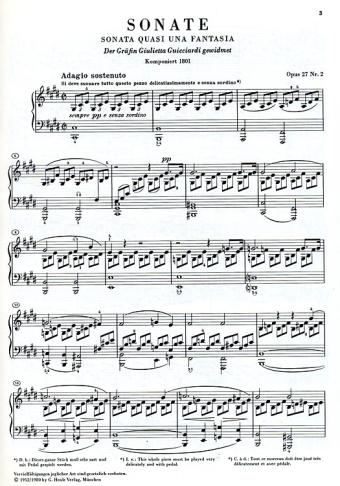 3
SONATE
SONATA QUASI UNA FANTASIA
Der Gräfin Giulietta Guicciardi gewidmet
Komponiert 1801
Adagio sostenuto
Opus 27 Nr. 2
Si deve suonare tutto questo pezzo delicatissimamente e senza sordino*)
sempre pp e senza sordino
pp
*) D. h.: Dieses ganze Stück muß sehr zart und
mit Pedal gespielt werden.
*) I. e.: This whole piece must be played very
delicately and with pedal.
*) C. à d.: Tout ce morceau doit être joué très
délicatement et avec pédale.
Vervielfältigungen jeglicher Art sind gesetzlich verboten.
© 1952/1980 by G. Henle Verlag, München